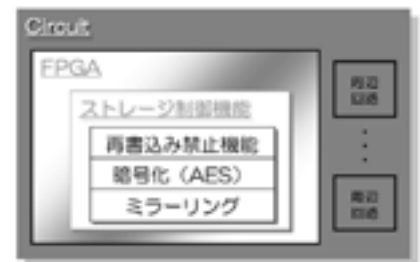 Circuit
FPGA
ストレージ制御機能
再書込み禁止機能
暗号化（AES）
ミラーリング
周辺
回路
周辺
回路